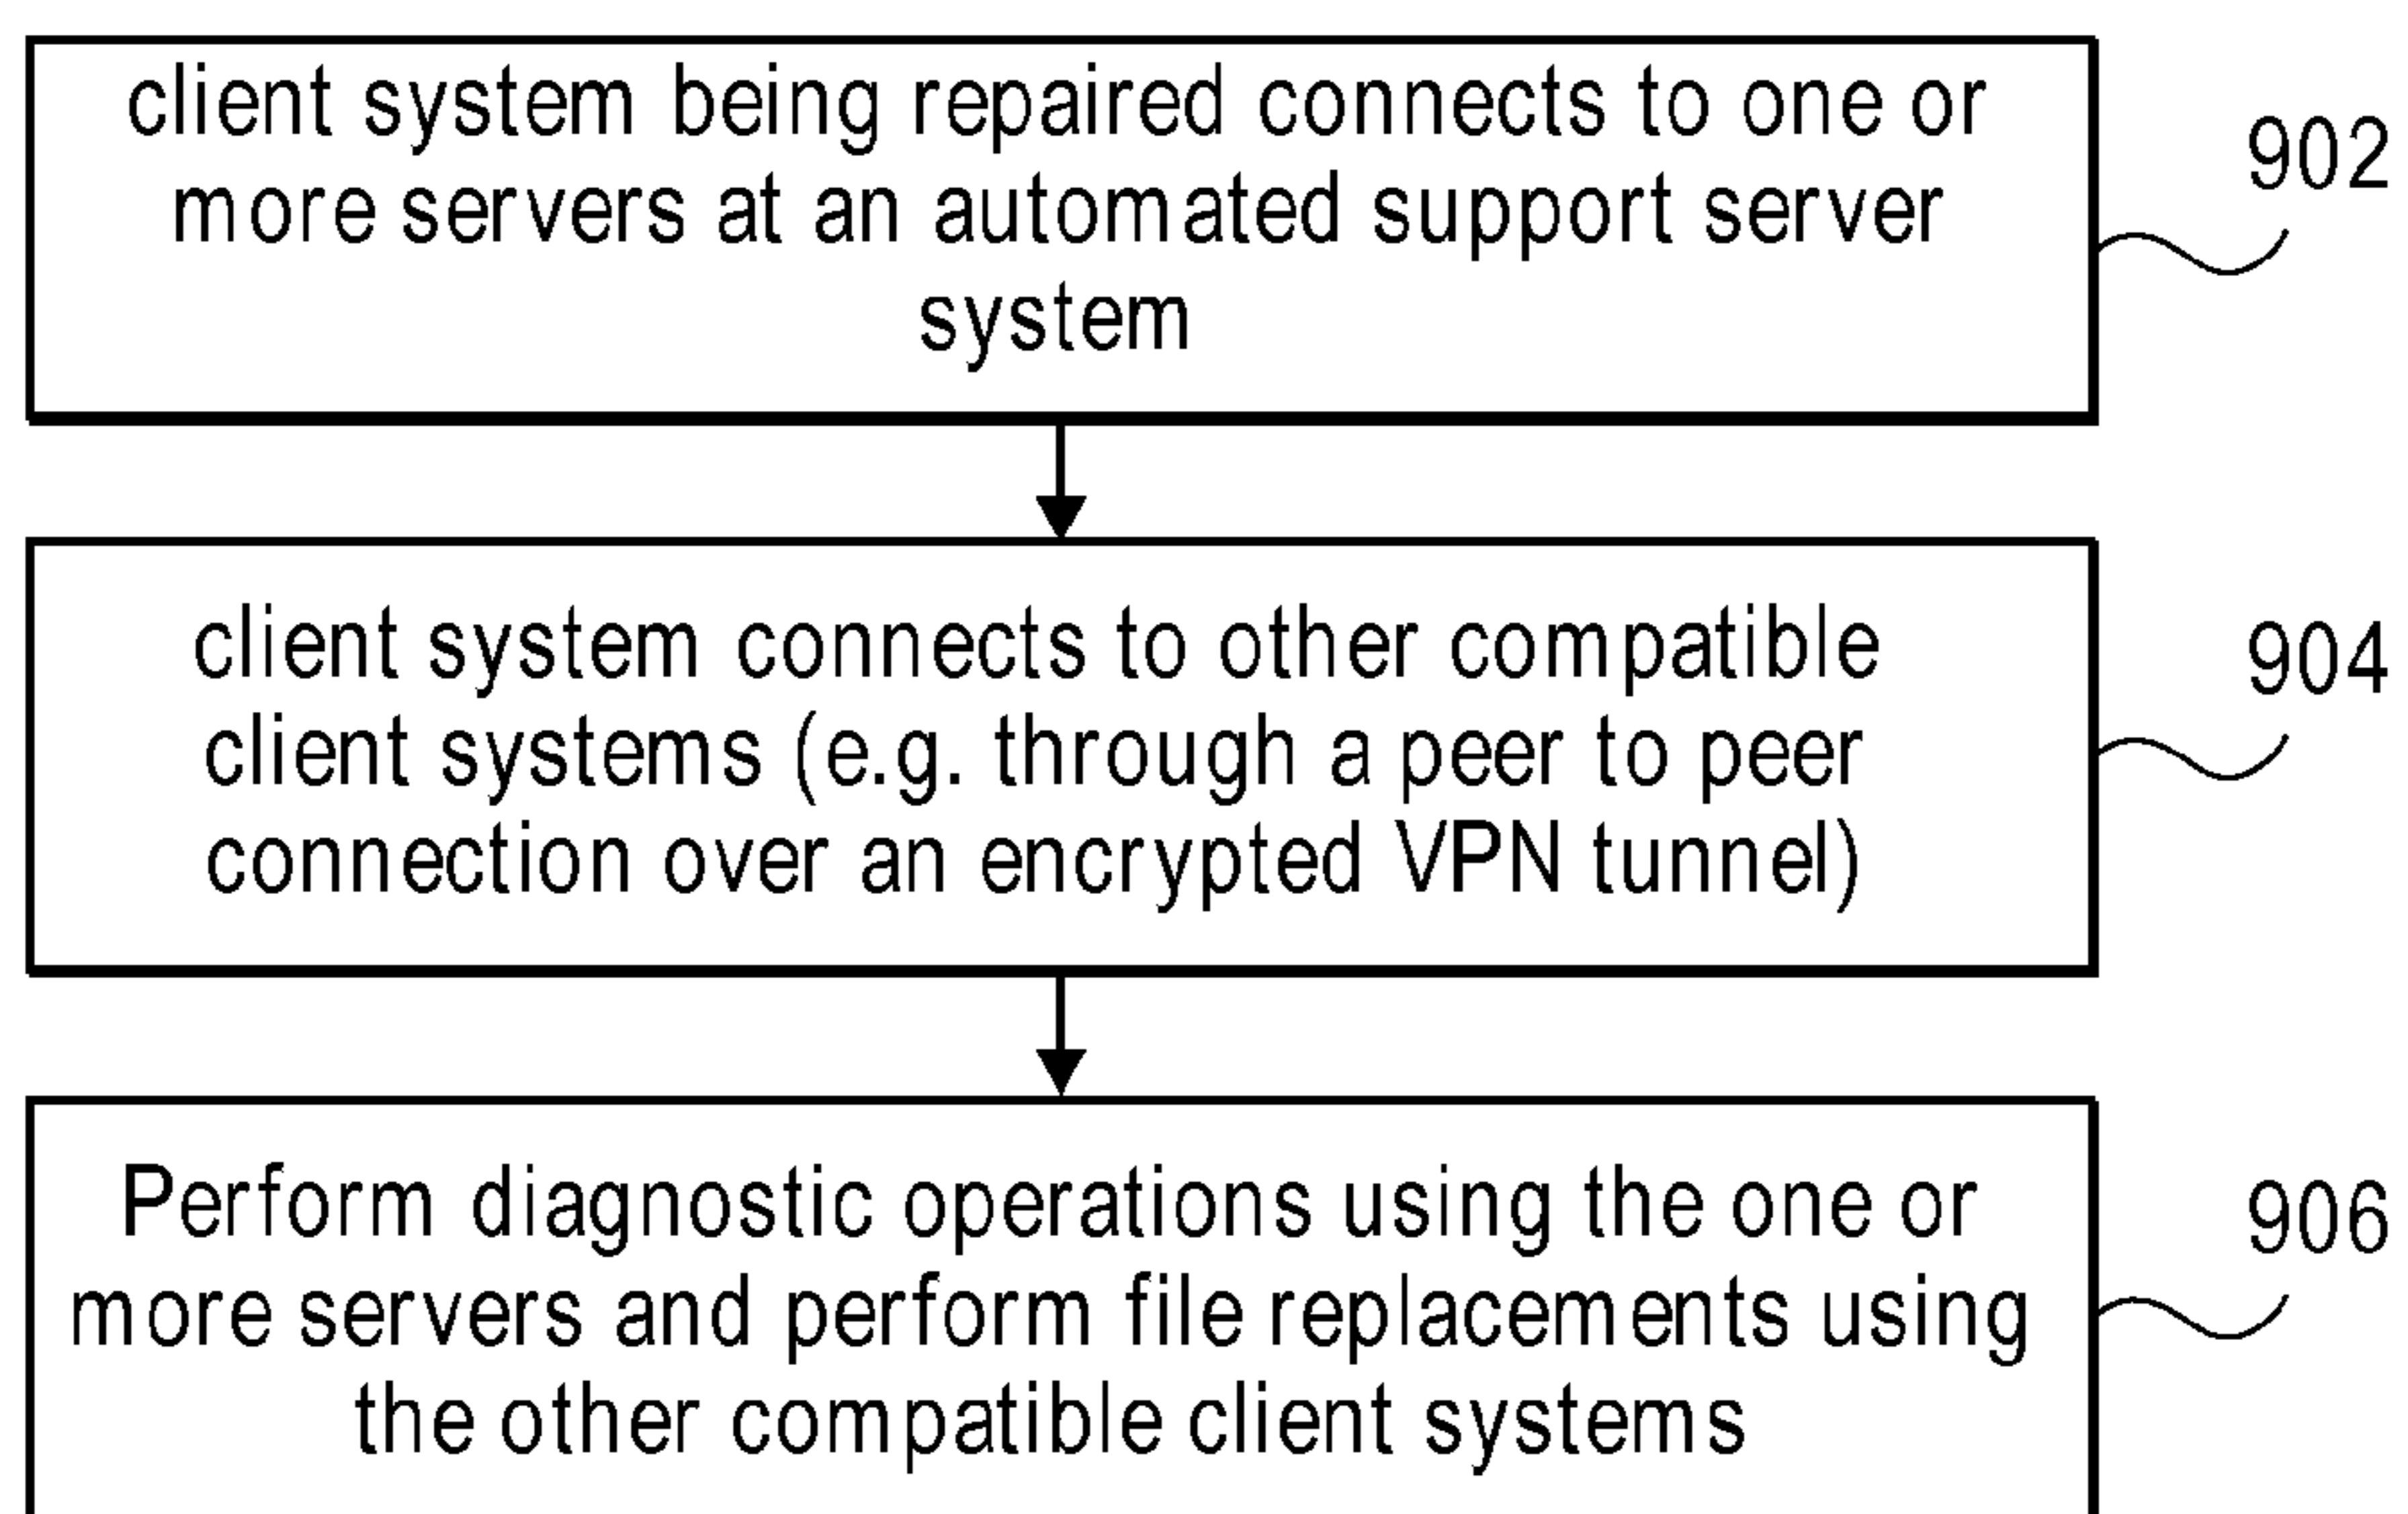 client system being repaired connects to one or
more servers at an automated support server
system
902
client system connects to other compatible
client systems (e.g. through a peer to peer
connection over an encrypted VPN tunnel)
904
Perform diagnostic operations using the one or
more servers and perform file replacements using
the other compatible client systems
906